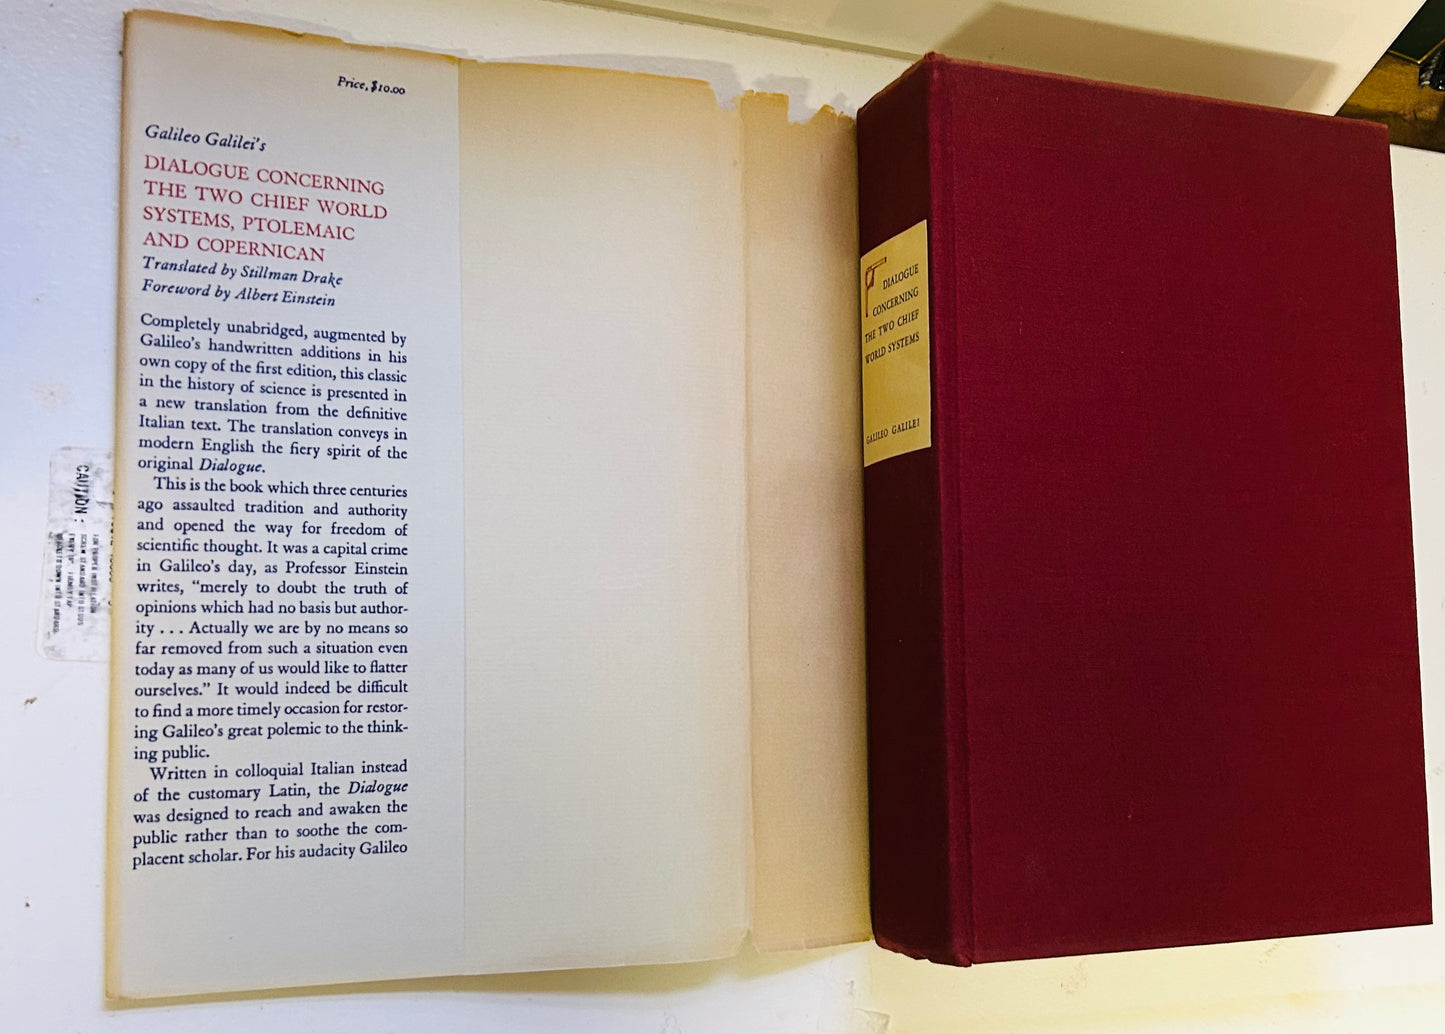 Price, $10.00
Galileo Galilei's
DIALOGUE CONCERNING
THE TWO CHIEF WORLD
SYSTEMS, PTOLEMAIC
AND COPERNICAN
Translated by Stillman Drake
Foreword by Albert Einstein
Completely unabridged, augmented by
Galileo's handwritten additions in his
own copy of the first edition, this classic
in the history of science is presented in
a new translation from the definitive
Italian text. The translation conveys in
modern English the fiery spirit of the
original Dialogue.
This is the book which three centuries
ago assaulted tradition and authority
and opened the way for freedom of
scientific thought. It was a capital crime
in Galileo's day, as Professor Einstein
writes, “merely to doubt the truth of
opinions which had no basis but author-
ity . . . Actually we are by no means so
far removed from such a situation even
today as many of us would like to flatter
ourselves.” It would indeed be difficult
to find a more timely occasion for restor-
ing Galileo's great polemic to the think-
ing public.
Written in colloquial Italian instead
of the customary Latin, the Dialogue
was designed to reach and awaken the
public rather than to soothe the com-
placent scholar. For his audacity Galileo
DIALOGUE
CONCERNING
THE TWO CHIEF
WORLD SYSTEMS
GALILEO GALILEI
CAUTION: